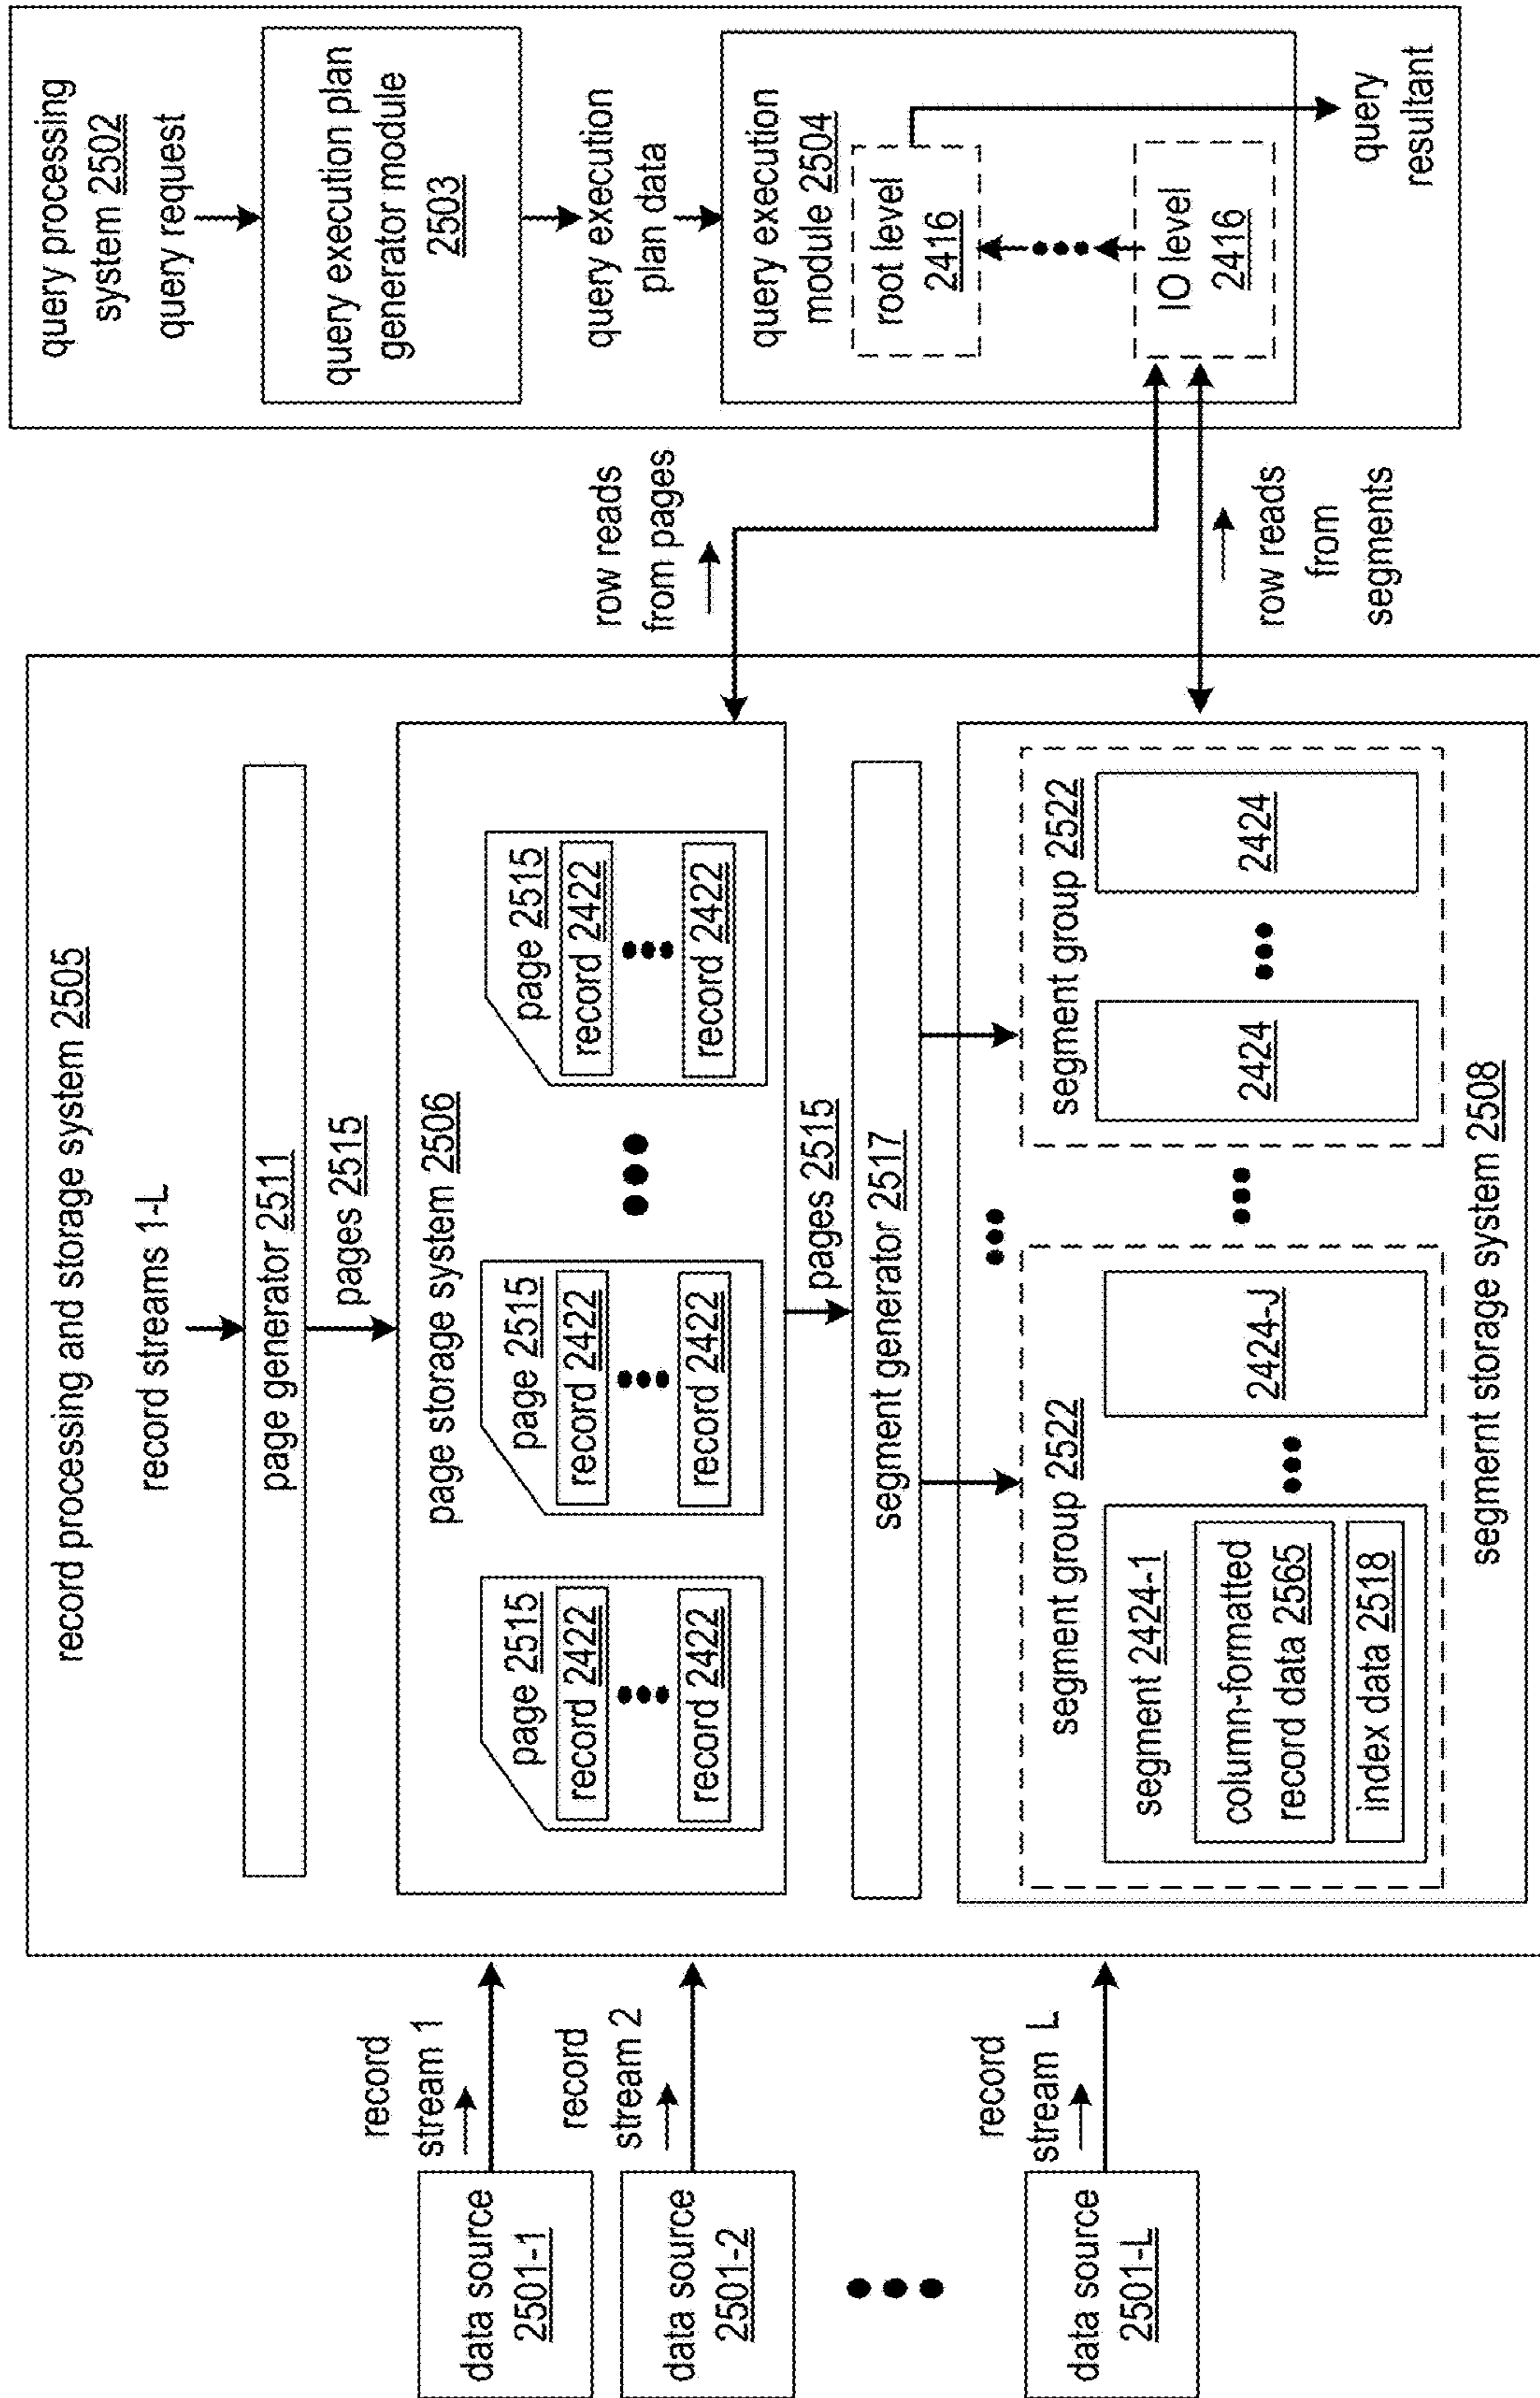 data source
2501-1
data source
2501-2
data source
2501-L
record
stream 1
record
stream 2
record
stream L
record processing and storage system 2505
record streams 1-L
page generator 2511
pages 2515
page storage system 2506
page 2515
record 2422
record 2422
page 2515
record 2422
record 2422
page 2515
record 2422
record 2422
pages 2515
segment generator 2517
segment group 2522
segment 2424-1
column-formatted
record data 2565
index data 2518
2424-J
segment group 2522
2424
2424
segment storage system 2508
row reads
from pages
row reads
from
segments
query processing
system 2502
query request
query execution plan
generator module
2503
query execution
plan data
query execution
module 2504
root level
2416
IO level
2416
query
resultant